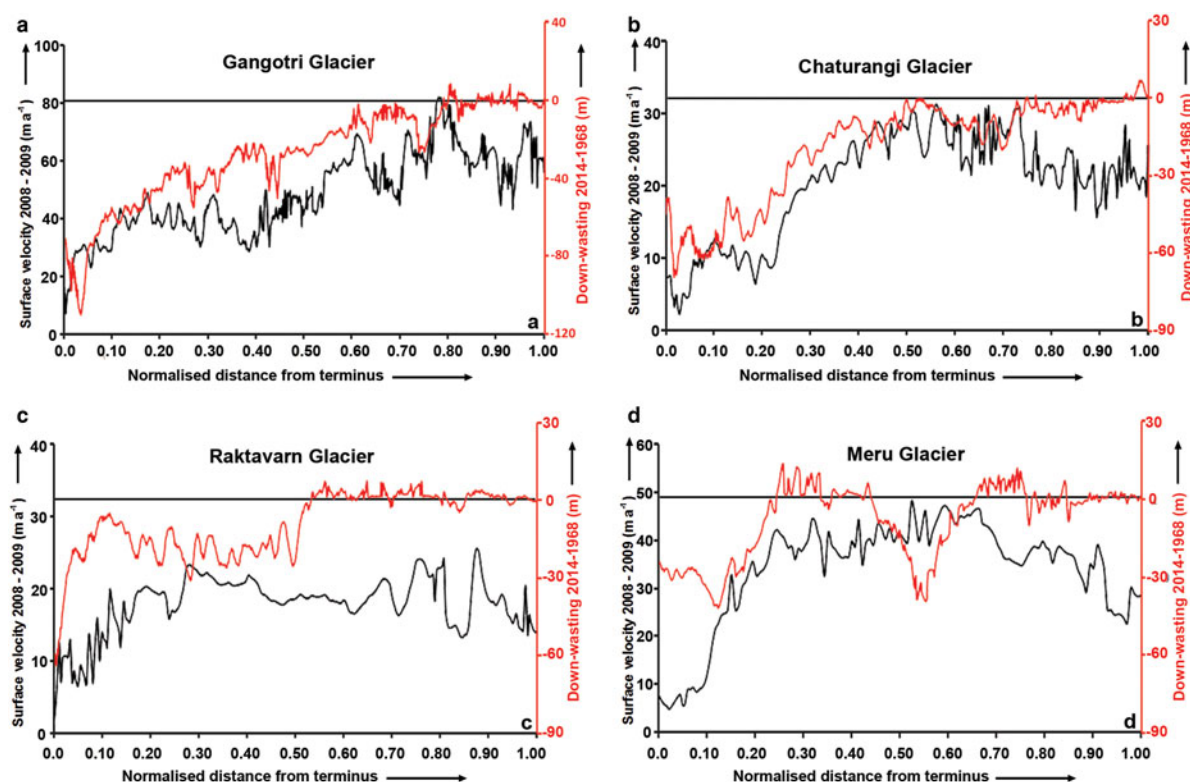 a
Gangotri Glacier
Surface velocity 2008 - 2009 (m a-1)
100
80
60
40
20
0
40
0
-40
-80
-120
Down-wasting 2014-1968 (m)
a
0.0 0.10 0.20 0.30 0.40 0.50 0.60 0.70 0.80 0.90 1.00
Normalised distance from terminus
b
Chaturangi Glacier
Surface velocity 2008 - 2009 (m a-1)
40
30
20
10
0
30
0
-30
-60
-90
Down-wasting 2014-1968 (m)
b
0.0 0.10 0.20 0.30 0.40 0.50 0.60 0.70 0.80 0.90 1.00
Normalised distance from terminus
c
Raktavarn Glacier
Surface velocity 2008 - 2009 (m a-1)
40
30
20
10
0
30
0
-30
-60
-90
Down-wasting 2014-1968 (m)
c
0.0 0.10 0.20 0.30 0.40 0.50 0.60 0.70 0.80 0.90 1.00
Normalised distance from terminus
d
Meru Glacier
Surface velocity 2008 - 2009 (m a-1)
60
50
40
30
20
10
0
30
0
-30
-60
-90
Down-wasting 2014-1968 (m)
d
0.0 0.10 0.20 0.30 0.40 0.50 0.60 0.70 0.80 0.90 1.00
Normalised distance from terminus